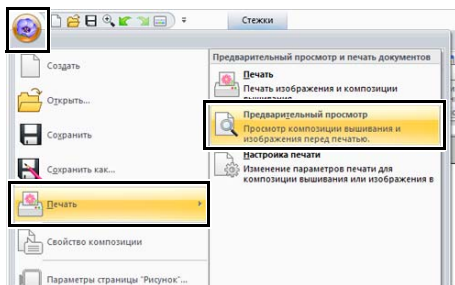 Стежки
Предварительный просмотр и печать документов
Создать
Открыть...
Сохранить
Сохранить как...
Печать
Свойство композиции
Параметры страницы "Рисунок"...
Печать
Печать изображения и композиции
вышивания
Предварительный просмотр
Просмотр композиции вышивания и
изображения перед печатью.
Настройка печати
Изменение параметров печати для
композиции вышивания или изображения в